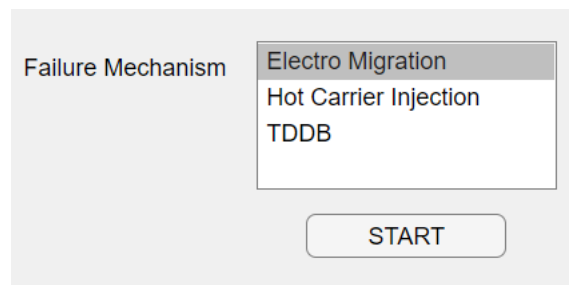 Failure Mechanism
Electro Migration
Hot Carrier Injection
TDDB
START